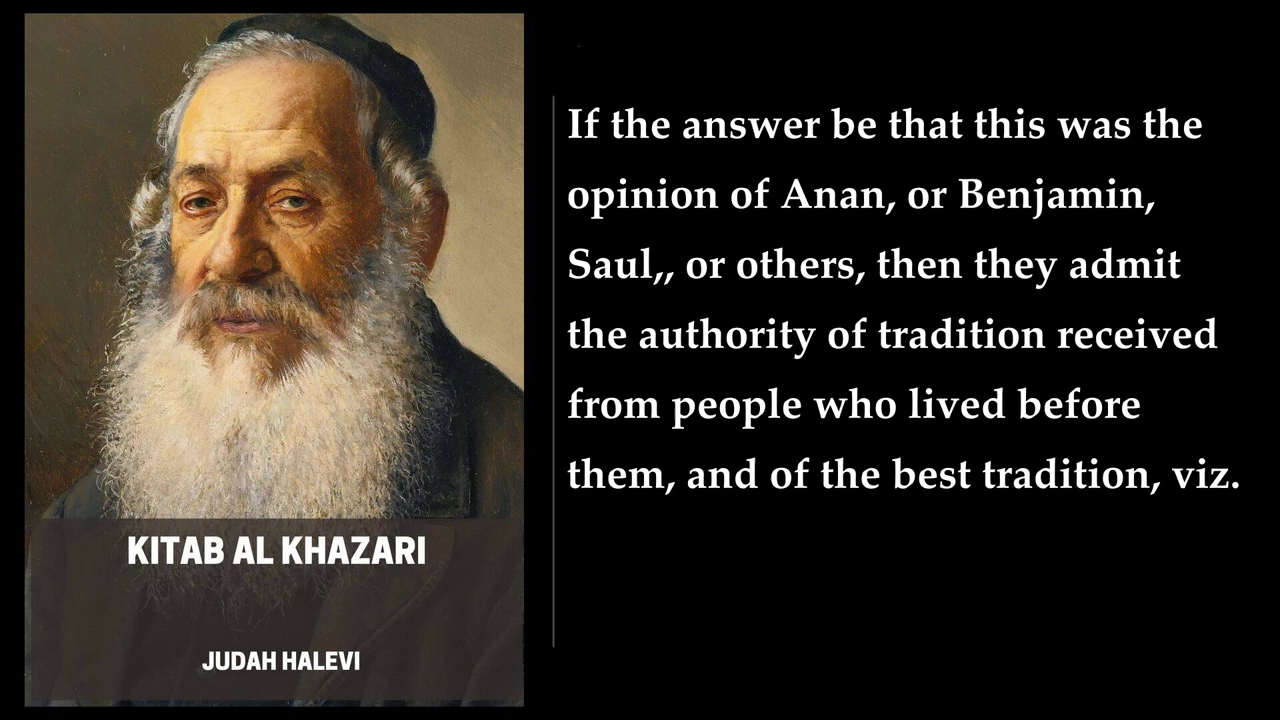 KITAB AL KHAZARI
JUDAH HALEVI
If the answer be that this was the
opinion of Anan, or Benjamin,
Saul,, or others, then they admit
the authority of tradition received
from people who lived before
them, and of the best tradition, viz.